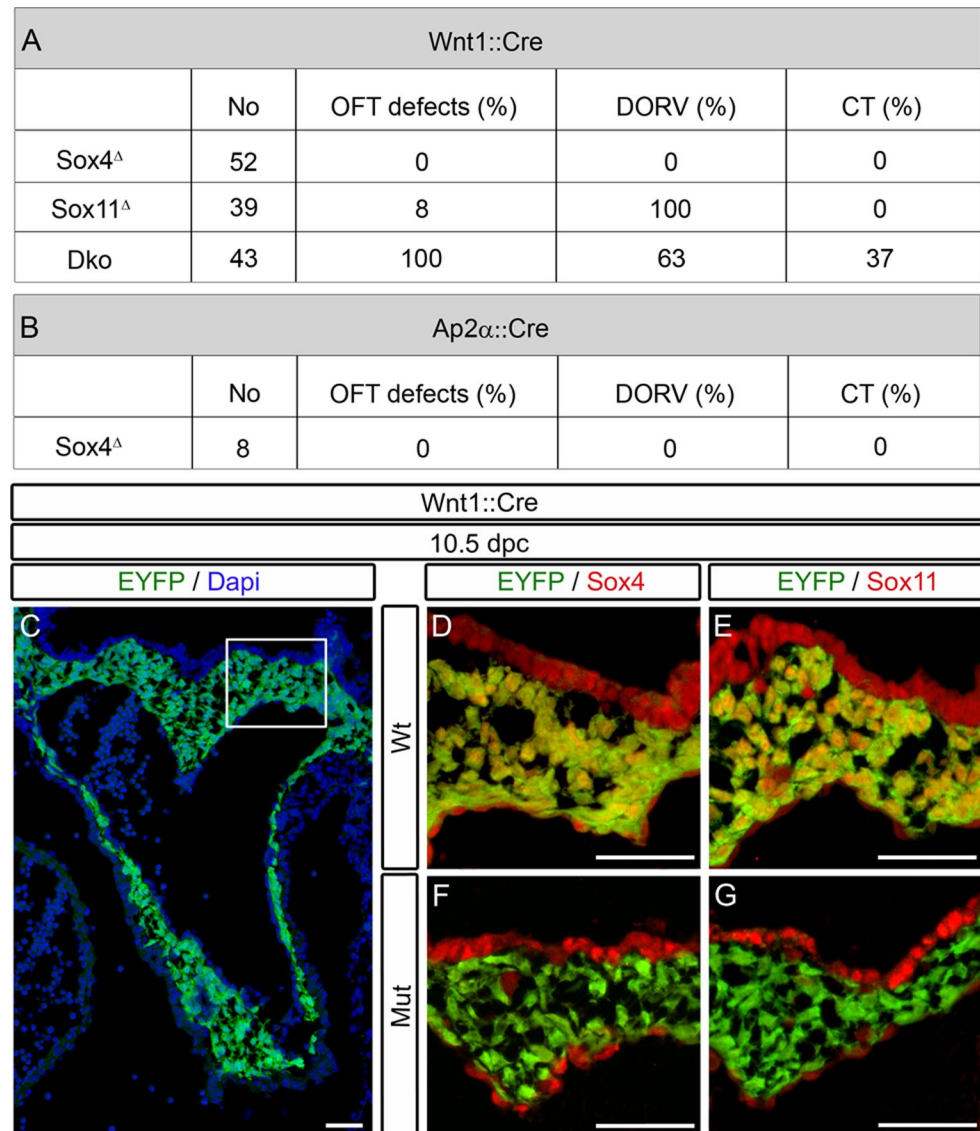 A Wnt1::Cre
No OFT defects (%) DORV (%) CT (%)
Sox4Δ 52 0 0 0
Sox11Δ 39 8 100 0
Dko 43 100 63 37
B Ap2α::Cre
No OFT defects (%) DORV (%) CT (%)
Sox4Δ 8 0 0 0
Wnt1::Cre
10.5 dpc
EYFP / Dapi EYFP / Sox4 EYFP / Sox11
C D E
Wt
F G
Mut